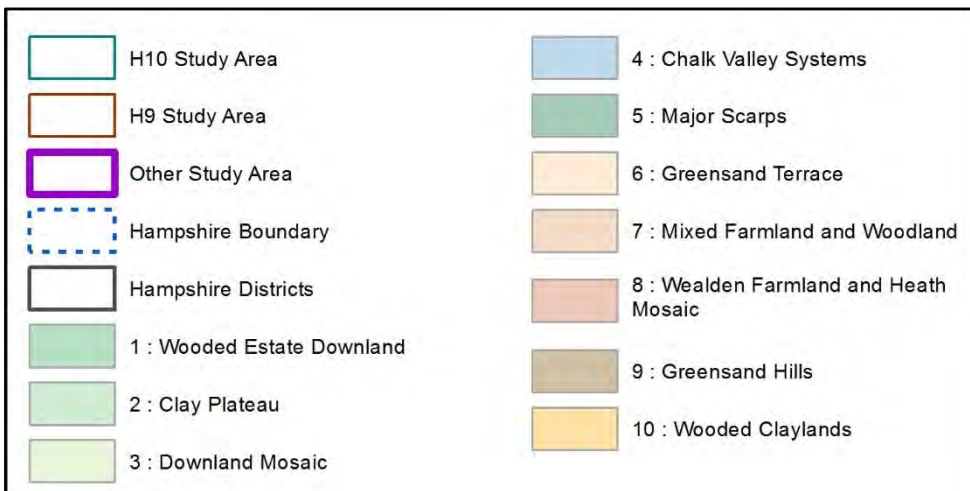 H10 Study Area
H9 Study Area
Other Study Area
Hampshire Boundary
Hampshire Districts
1 : Wooded Estate Downland
2 : Clay Plateau
3 : Downland Mosaic
4 : Chalk Valley Systems
5 : Major Scarps
6 : Greensand Terrace
7 : Mixed Farmland and Woodland
8 : Wealden Farmland and Heath
Mosaic
9 : Greensand Hills
10 : Wooded Claylands